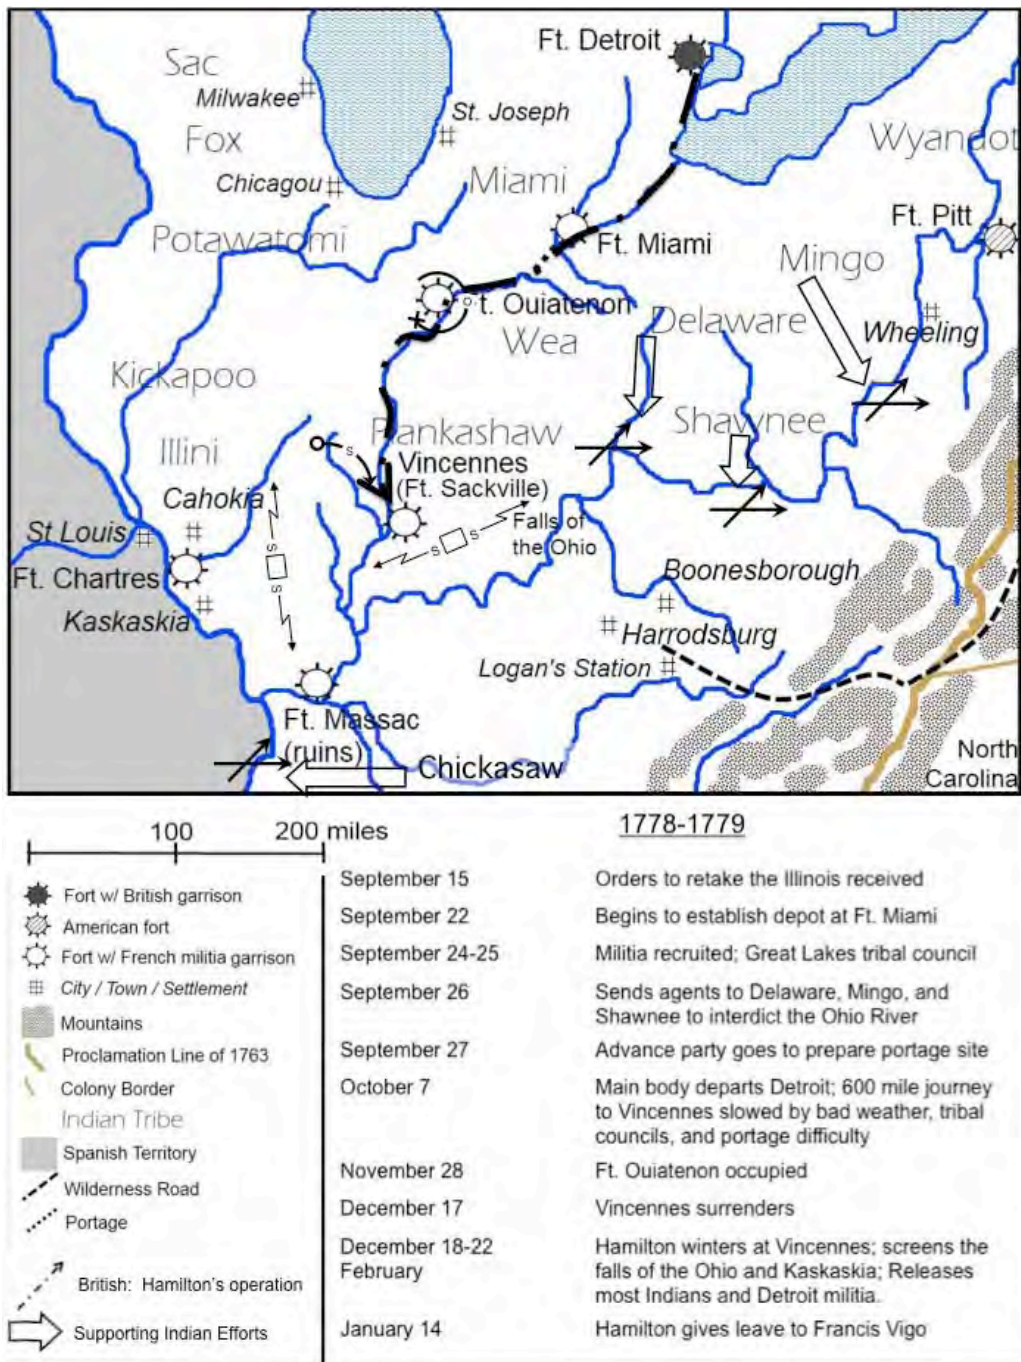 Ft. Detroit
Sac
Milwakee
St. Joseph
Fox
Wyandot
Chicagou
Miami
Ft. Pitt
Potawatomi
Ft. Miami
Mingo
t. Ouiatenon
Delaware
Wheeling
Wea
Kickapoo
Piankashaw
Shawnee
Illini
S
Vincennes
(Ft. Sackville)
Cahokia
St Louis
Falls of
the Ohio
S
S
S
S
Ft. Chartres
Boonesborough
Kaskaskia
Harrodsburg
Logan's Station
Ft. Massac
(ruins)
Chickasaw
North
Carolina
100
200 miles
Fort w/ British garrison
American fort
Fort w/ French militia garrison
City / Town / Settlement
Mountains
Proclamation Line of 1763
Colony Border
Indian Tribe
Spanish Territory
Wilderness Road
Portage
British: Hamilton's operation
Supporting Indian Efforts
1778-1779
September 15 Orders to retake the Illinois received
September 22 Begins to establish depot at Ft. Miami
September 24-25 Militia recruited; Great Lakes tribal council
September 26 Sends agents to Delaware, Mingo, and
Shawnee to interdict the Ohio River
September 27 Advance party goes to prepare portage site
October 7 Main body departs Detroit; 600 mile journey
to Vincennes slowed by bad weather, tribal
councils, and portage difficulty
November 28 Ft. Ouiatenon occupied
December 17 Vincennes surrenders
December 18-22 Hamilton winters at Vincennes; screens the
February falls of the Ohio and Kaskaskia; Releases
most Indians and Detroit militia.
January 14 Hamilton gives leave to Francis Vigo